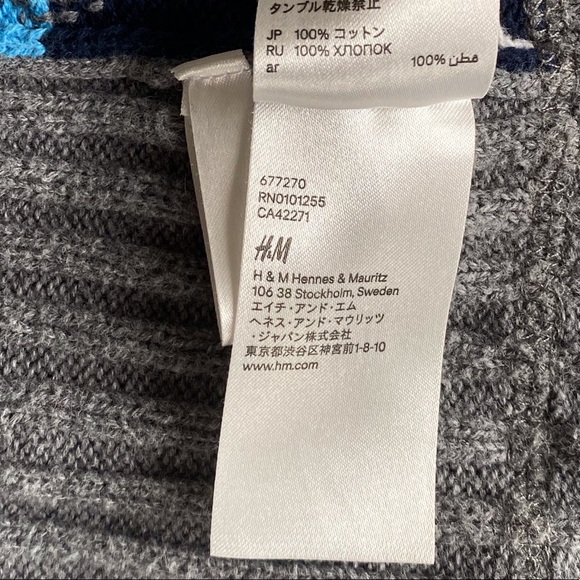 タンブル乾燥禁止
JP 100% コットン
RU 100% ХЛОПОК
ar 100% قطن
677270
RN0101255
CA42271
H&M
H & M Hennes & Mauritz
106 38 Stockholm, Sweden
エイチ・アンド・エム
ヘネス・アンド・マウリッツ
・ジャパン株式会社
東京都渋谷区神宮前1-8-10
www.hm.com